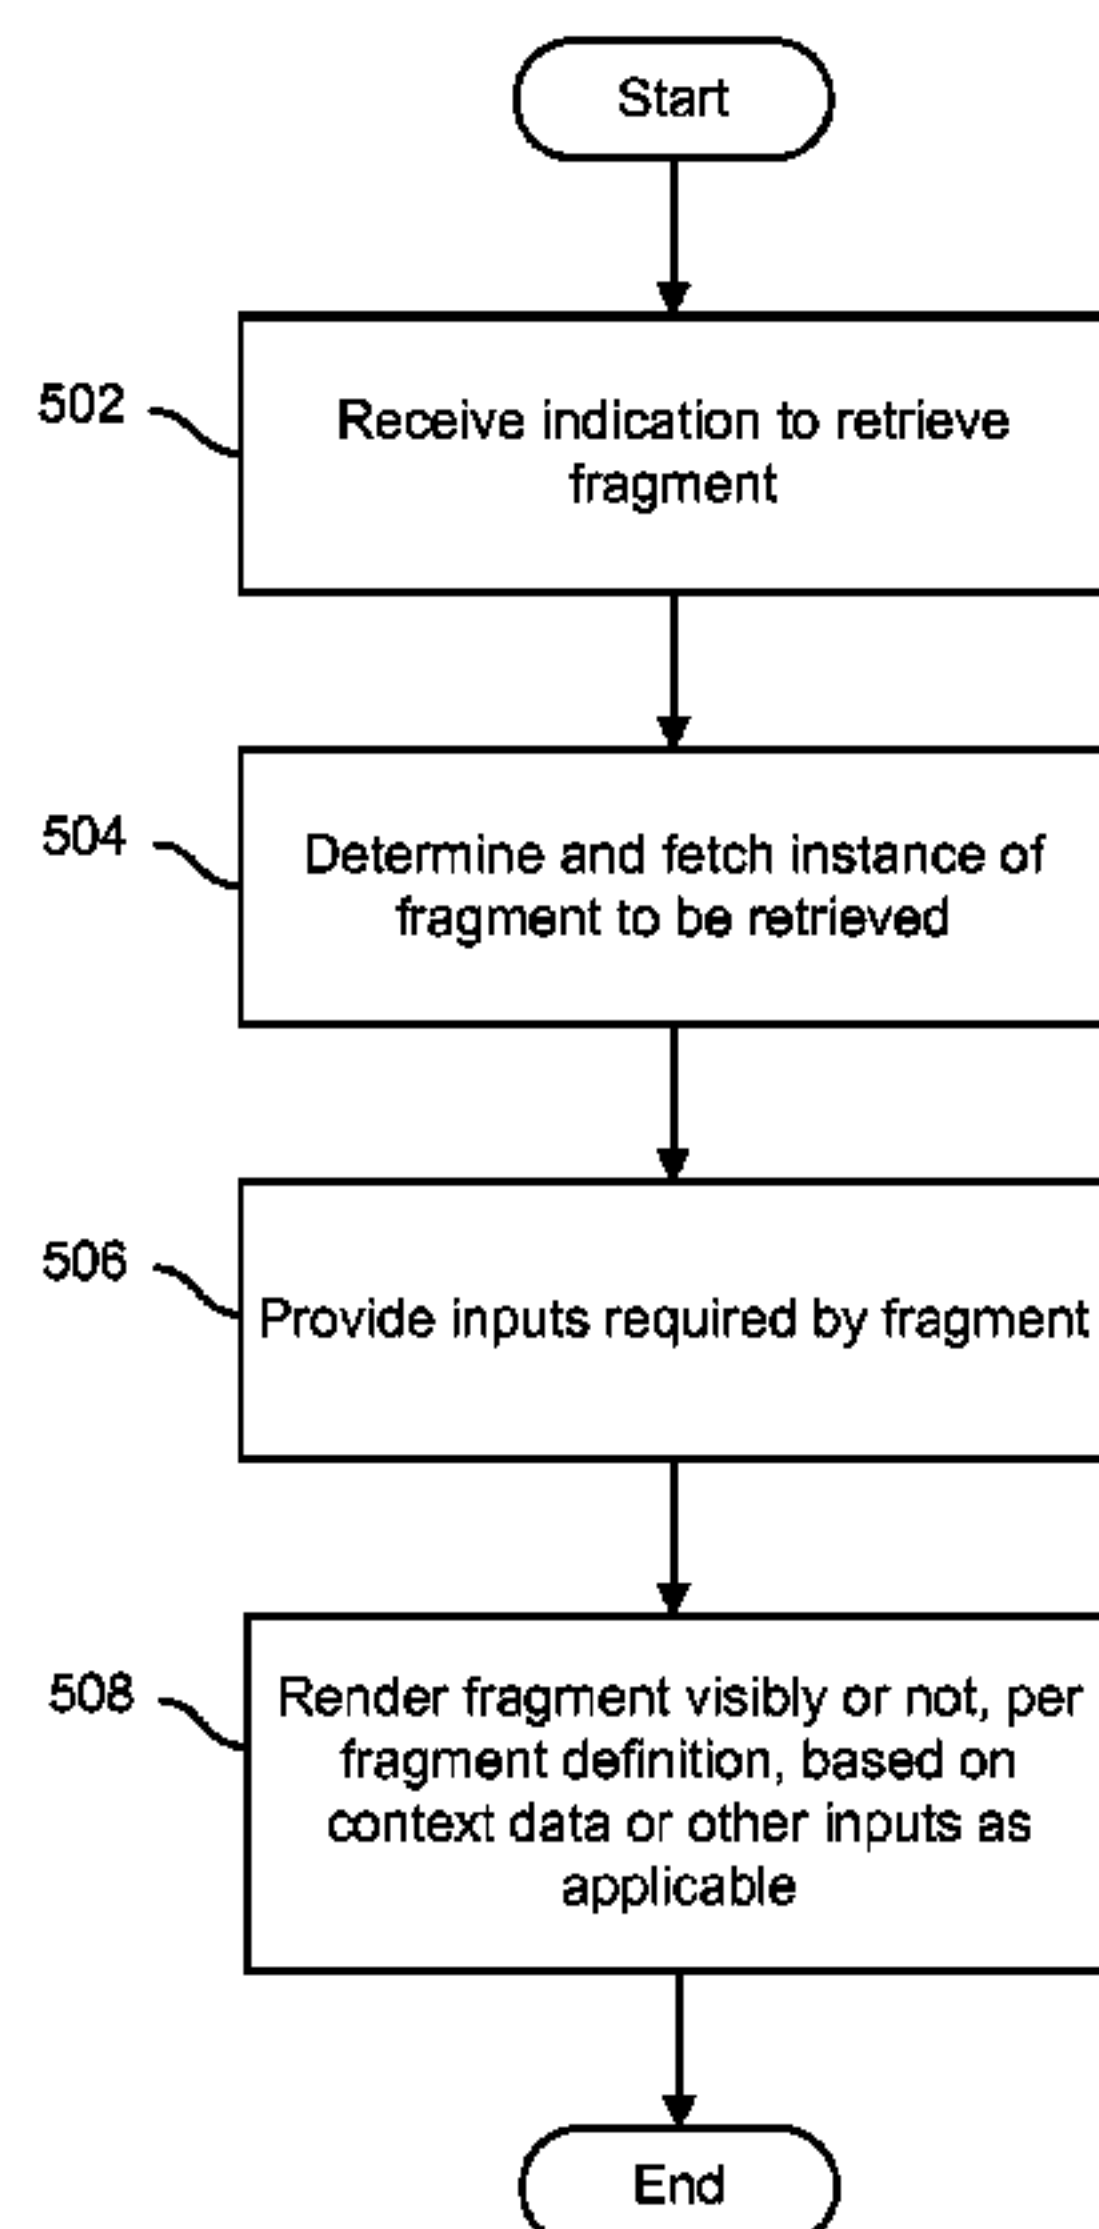 Start
502
Receive indication to retrieve
fragment
504
Determine and fetch instance of
fragment to be retrieved
506
Provide inputs required by fragment
508
Render fragment visibly or not, per
fragment definition, based on
context data or other inputs as
applicable
End